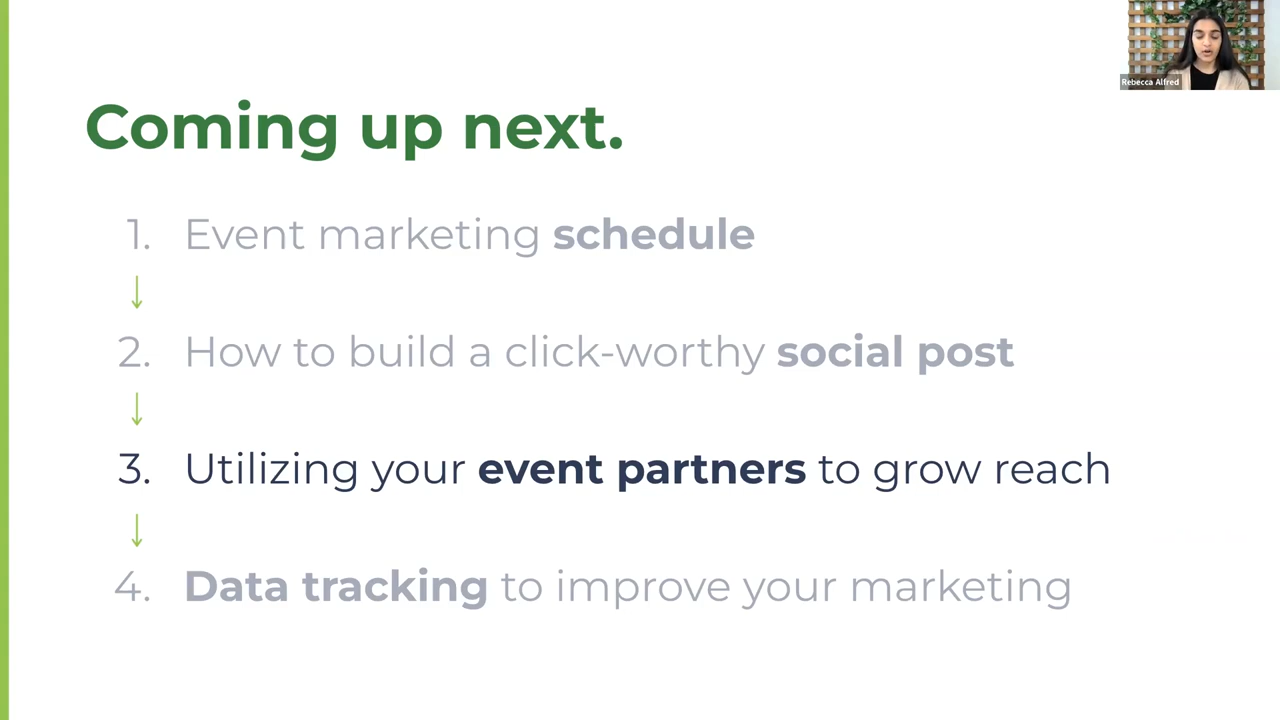 Rebecca Alfred
Coming up next.
1. Event marketing schedule
2. How to build a click-worthy social post
3. Utilizing your event partners to grow reach
4. Data tracking to improve your marketing